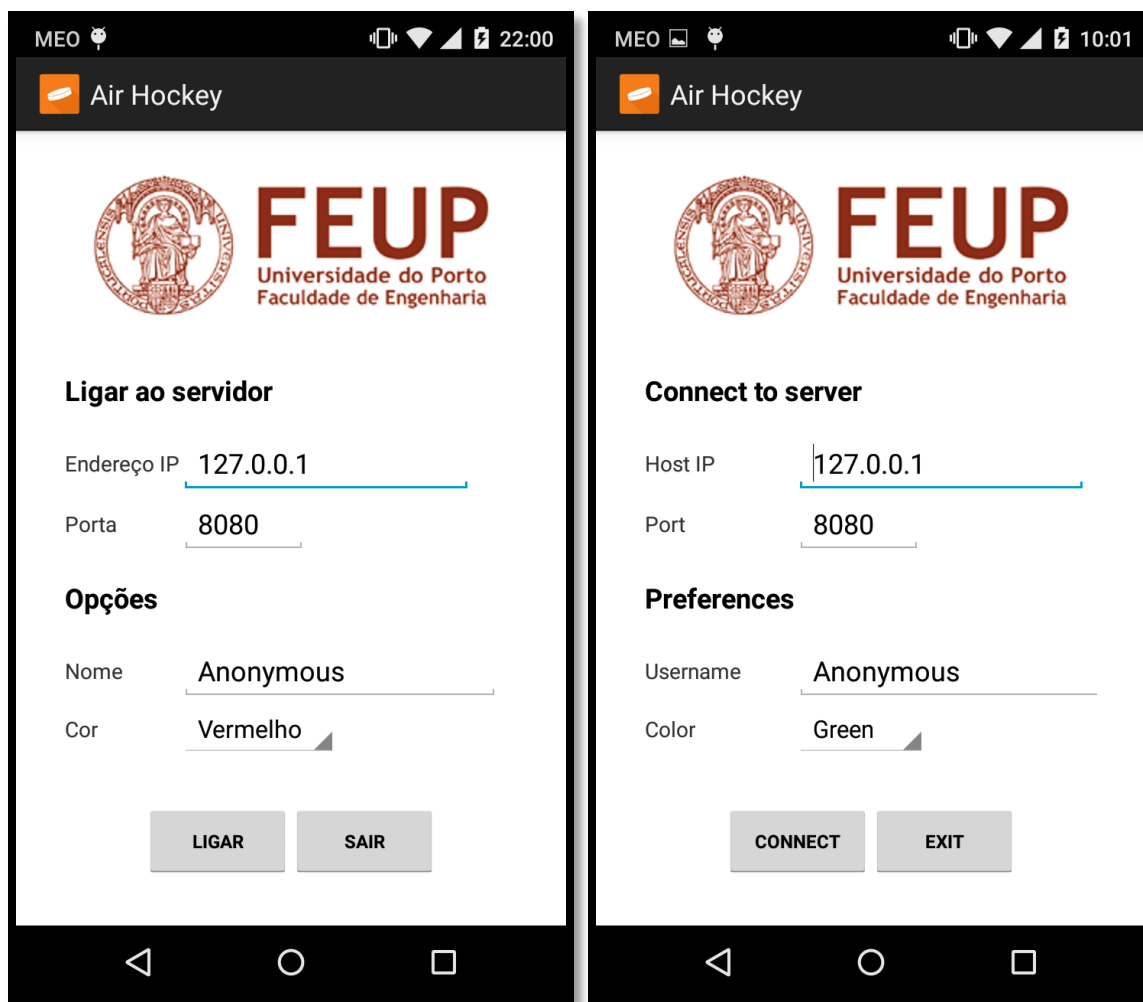 MEO 22:00
Air Hockey
FEUP
Universidade do Porto
Faculdade de Engenharia
Ligar ao servidor
Endereço IP 127.0.0.1
Porta 8080
Opções
Nome Anonymous
Cor Vermelho
LIGAR SAIR
MEO 10:01
Air Hockey
FEUP
Universidade do Porto
Faculdade de Engenharia
Connect to server
Host IP 127.0.0.1
Port 8080
Preferences
Username Anonymous
Color Green
CONNECT EXIT